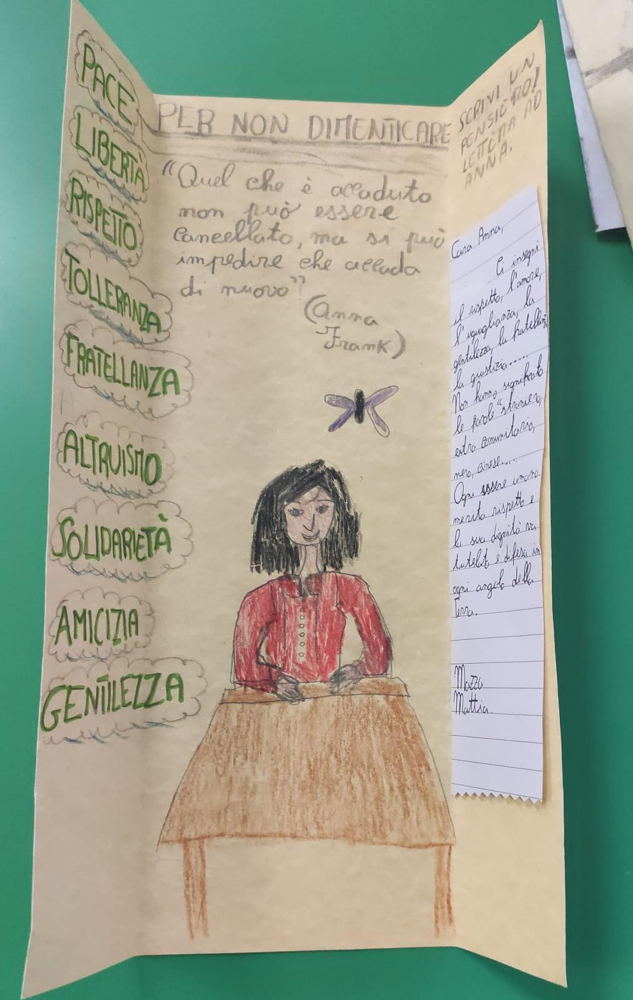 PACE
LIBERTÀ
RISPETTO
TOLLERANZA
FRATELLANZA
ALTRUISMO
SOLIDARIETÀ
AMICIZIA
GENTILEZZA
PER NON DIMENTICARE
"Quel che è accaduto
non può essere
cancellato, ma si può
impedire che accada
di nuovo"
(Anna
Frank)
SCRIVI UN
PENSIERO/
LETTERA AD
ANNA.
Cara Anna,
Ci insegni
il rispetto, l'amore,
l'uguaglianza, la
gentilezza, la fratellanza
la giustizia.....
Non hanno significato
le parole "straniero,
extra comunitario,
nero, cinese....
Ogni essere umano
merita rispetto e
la sua dignità va
tutelata e difesa in
ogni angolo della
Terra.
Mazza
Mattia.